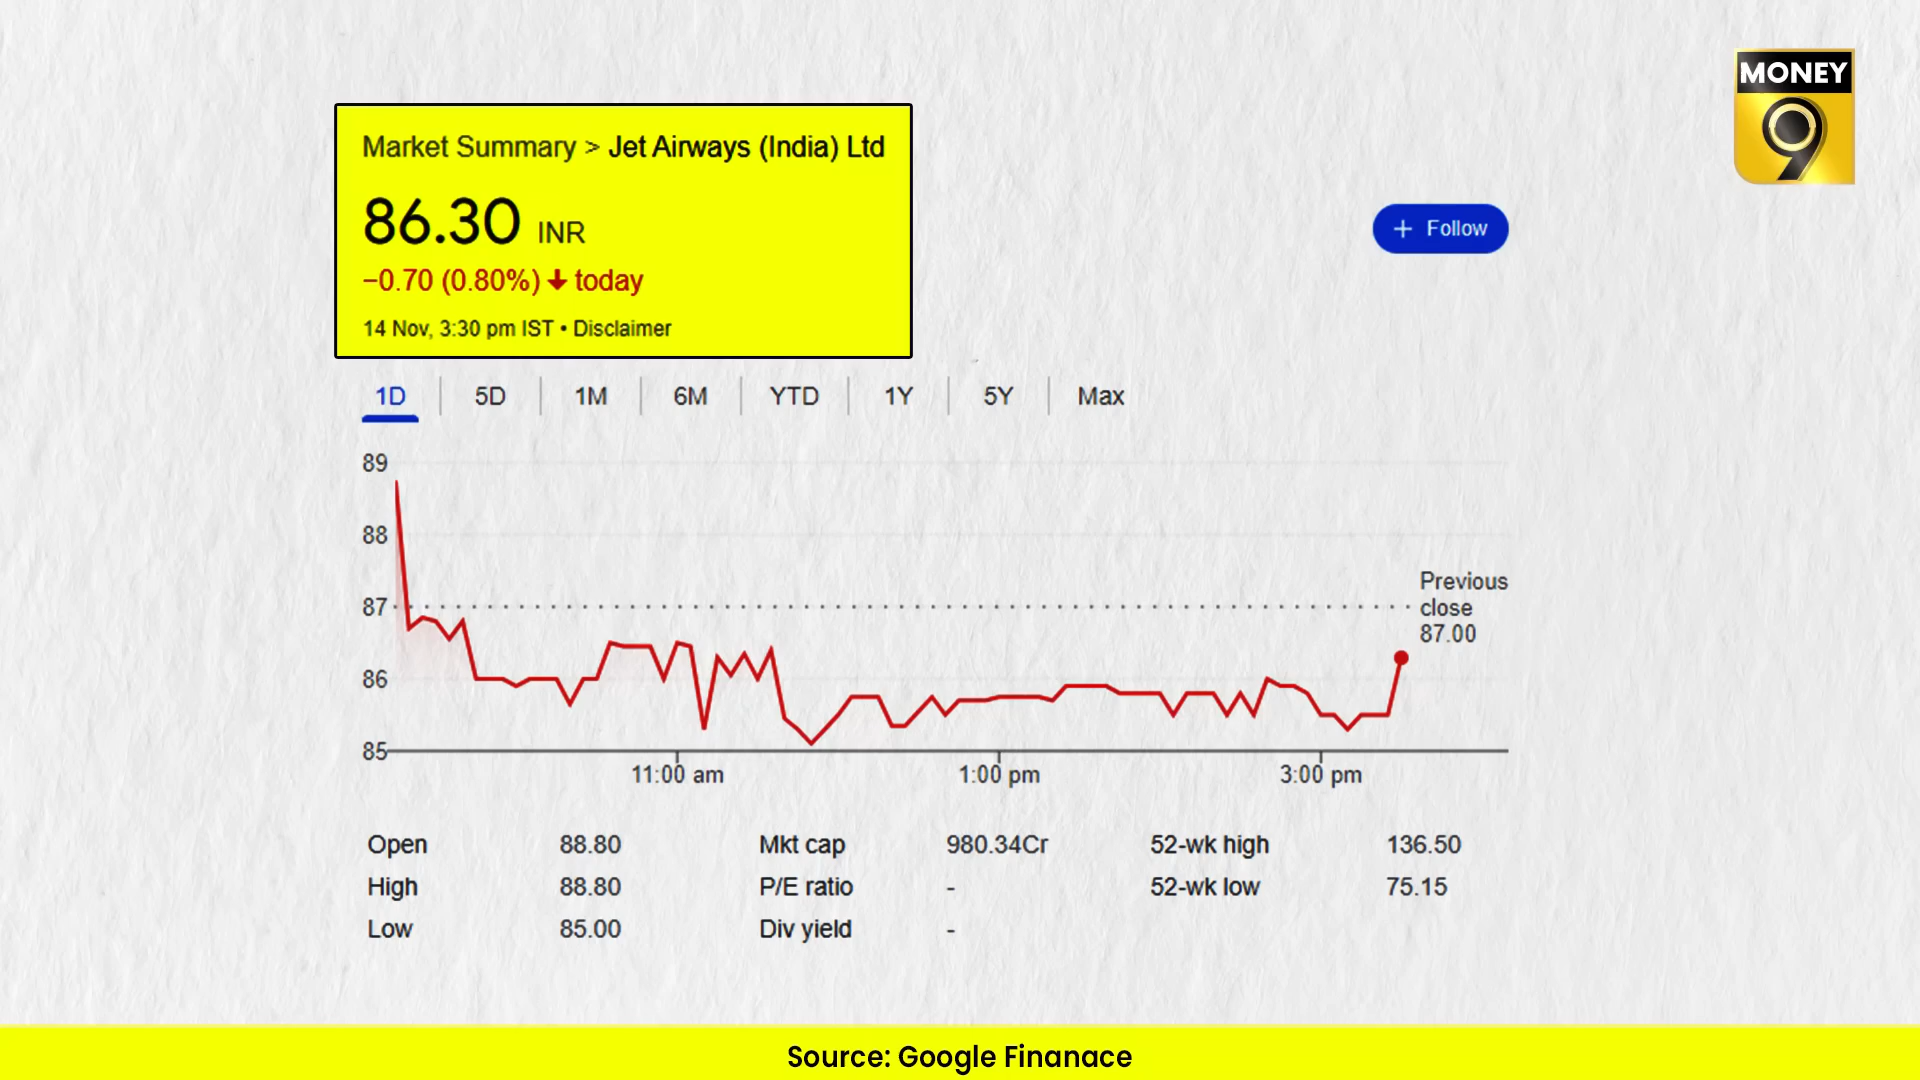 MONEY
9
Market Summary > Jet Airways (India) Ltd
86.30 INR
−0.70 (0.80%) ↓ today
14 Nov, 3:30 pm IST • Disclaimer
+ Follow
1D 5D 1M 6M YTD 1Y 5Y Max
89
88
87
86
85
Previous
close
87.00
11:00 am 1:00 pm 3:00 pm
Open 88.80 Mkt cap 980.34Cr 52-wk high 136.50
High 88.80 P/E ratio - 52-wk low 75.15
Low 85.00 Div yield -
Source: Google Finanace